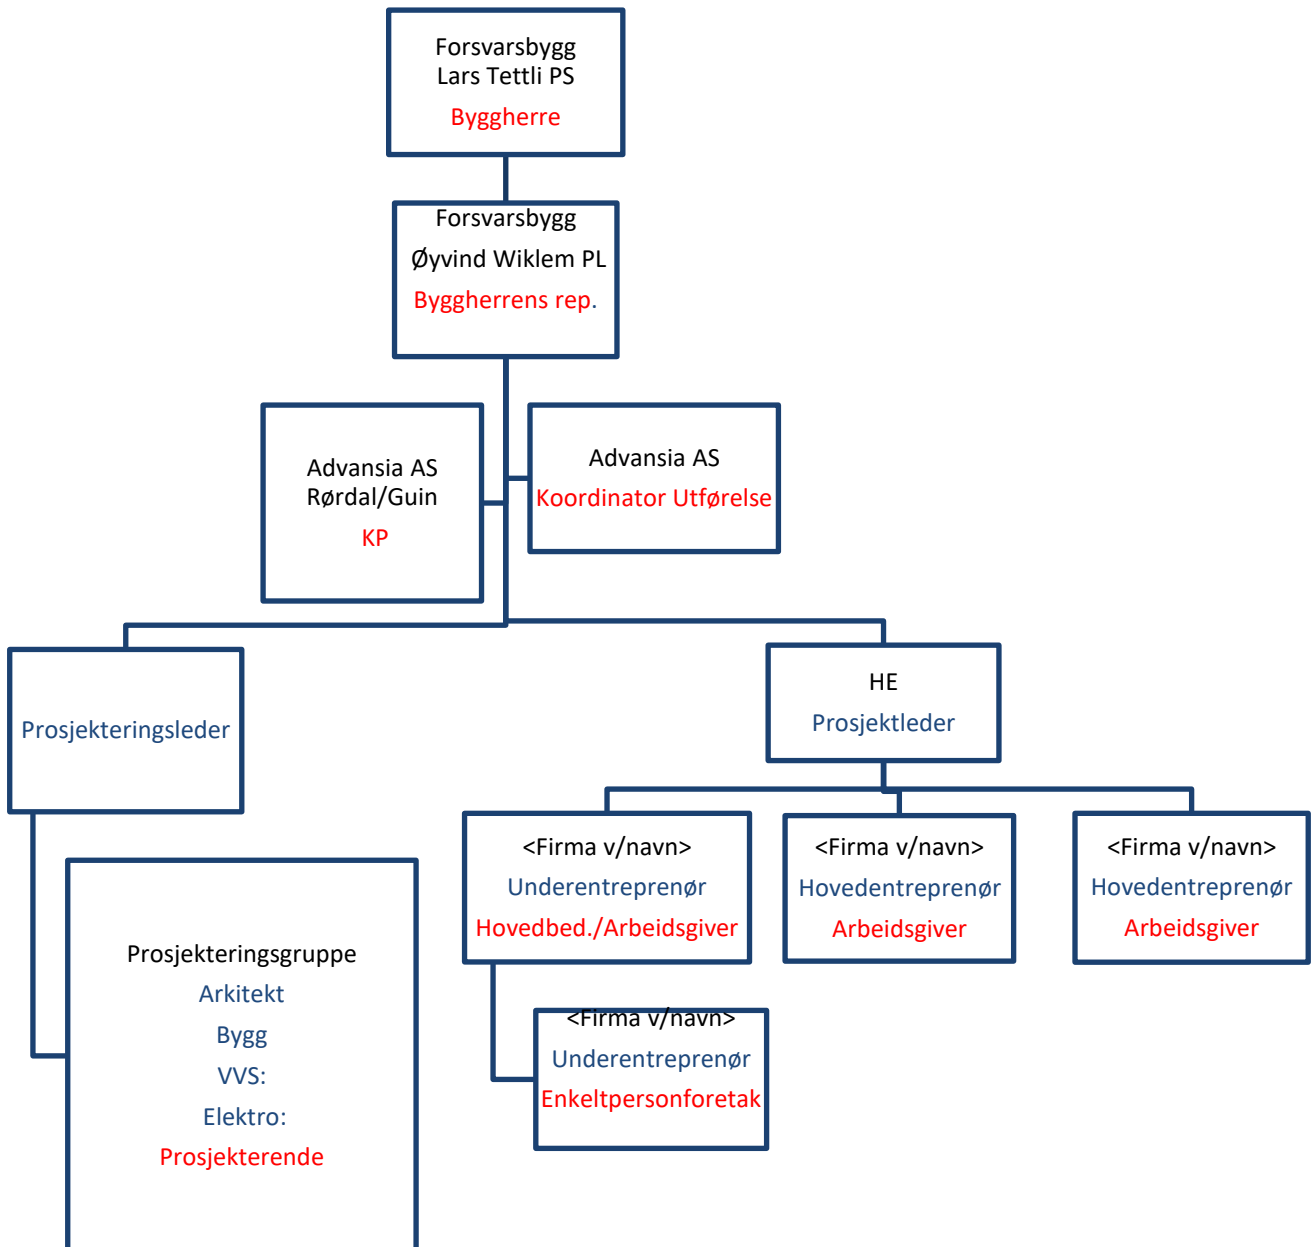 Forsvarsbygg
Lars Tettli PS
Byggherre
Forsvarsbygg
Øyvind Wiklem PL
Byggherrens rep.
Advansia AS
Rørdal/Guin
KP
Advansia AS
Koordinator Utførelse
Prosjekteringsleder
HE
Prosjektleder
Prosjekteringsgruppe
Arkitekt
Bygg
VVS:
Elektro:
Prosjekterende
<Firma v/navn>
Underentreprenør
Hovedbed./Arbeidsgiver
<Firma v/navn>
Underentreprenør
Enkeltpersonforetak
<Firma v/navn>
Hovedentreprenør
Arbeidsgiver
<Firma v/navn>
Hovedentreprenør
Arbeidsgiver